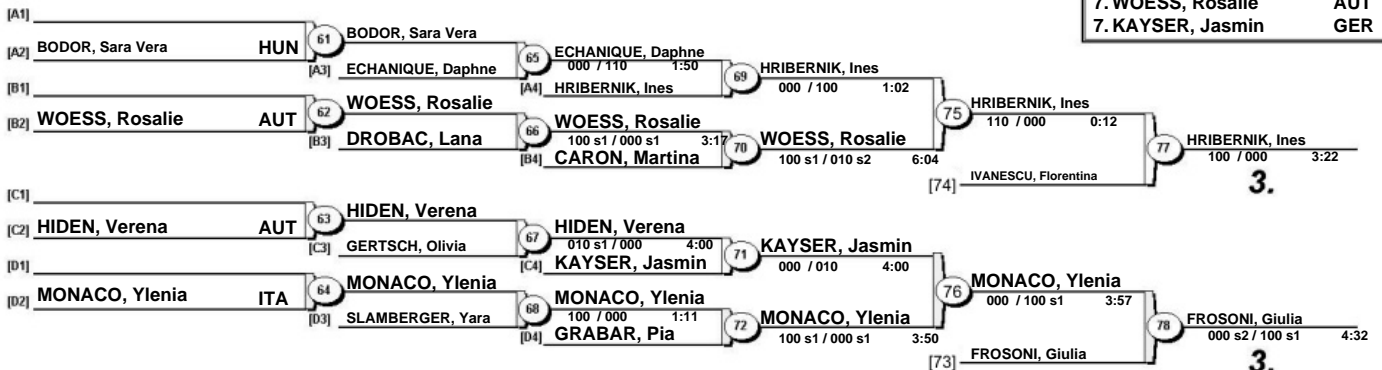 7. WOESS, Rosalie AUT
7. KAYSER, Jasmin GER
[A1]
[A2] BODOR, Sara Vera HUN
61
BODOR, Sara Vera
[A3] ECHANIQUE, Daphne
65
ECHANIQUE, Daphne
000 / 110 1:50
[A4] HRIBERNIK, Ines
69
HRIBERNIK, Ines
000 / 100 1:02
[B1]
[B2] WOESS, Rosalie AUT
62
WOESS, Rosalie
[B3] DROBAC, Lana
66
WOESS, Rosalie
100 s1 / 000 s1 3:17
[B4] CARON, Martina
70
WOESS, Rosalie
100 s1 / 010 s2 6:04
75
HRIBERNIK, Ines
110 / 000 0:12
[74] IVANESCU, Florentina
77
HRIBERNIK, Ines
100 / 000 3:22
3.
[C1]
[C2] HIDEN, Verena AUT
63
HIDEN, Verena
[C3] GERTSCH, Olivia
67
HIDEN, Verena
010 s1 / 000 4:00
[C4] KAYSER, Jasmin
71
KAYSER, Jasmin
000 / 010 4:00
[D1]
[D2] MONACO, Ylenia ITA
64
MONACO, Ylenia
[D3] SLAMBERGER, Yara
68
MONACO, Ylenia
100 / 000 1:11
[D4] GRABAR, Pia
72
MONACO, Ylenia
100 s1 / 000 s1 3:50
76
MONACO, Ylenia
000 / 100 s1 3:57
[73] FROSONI, Giulia
78
FROSONI, Giulia
000 s2 / 100 s1 4:32
3.